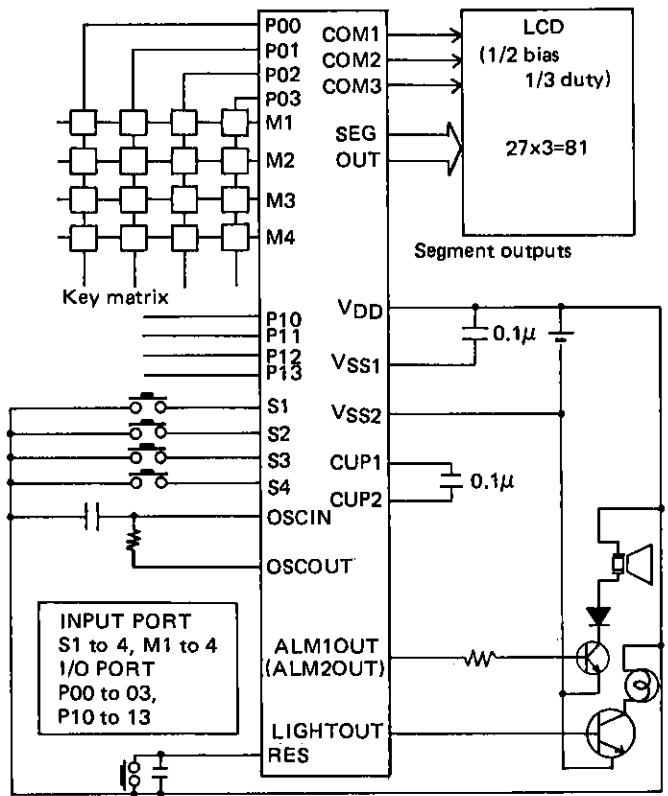 P00
P01
P02
P03
M1
M2
M3
M4
Key matrix
P10
P11
P12
P13
S1
S2
S3
S4
OSCIN
OSCOUT
INPUT PORT
S1 to 4, M1 to 4
I/O PORT
P00 to 03,
P10 to 13
RES
COM1
COM2
COM3
SEG
OUT
LCD
(1/2 bias
1/3 duty)
27x3=81
Segment outputs
VDD
0.1μ
VSS1
VSS2
CUP1
0.1μ
CUP2
ALM1OUT
(ALM2OUT)
LIGHTOUT